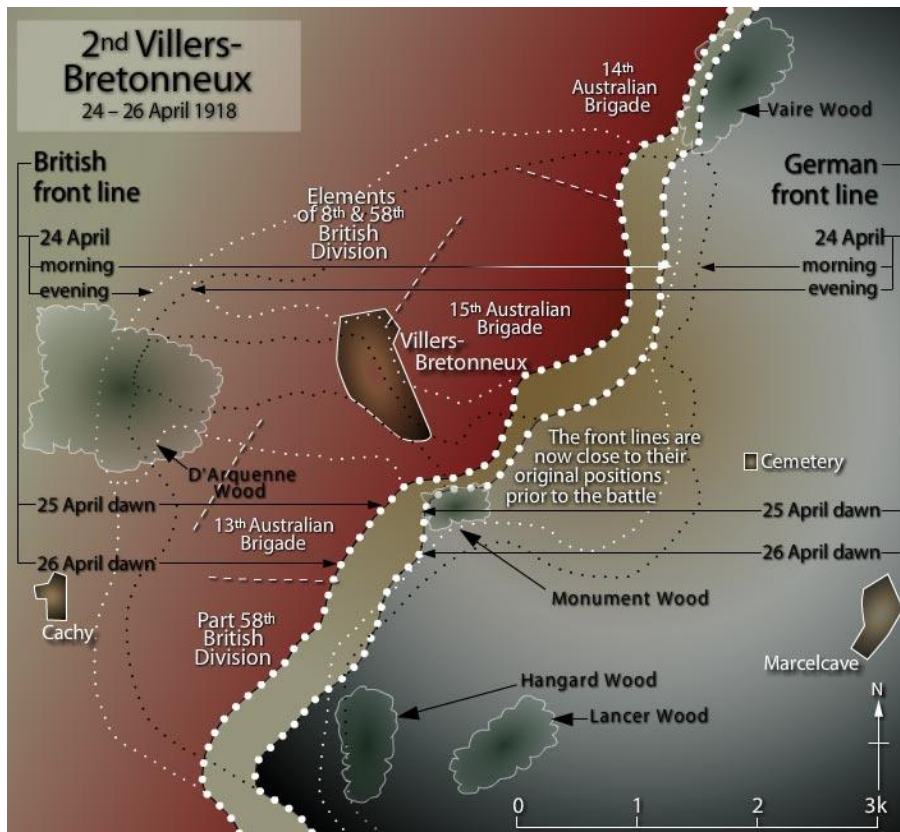 2nd Villers-
Bretonneux
24 – 26 April 1918
14th
Australian
Brigade
Vaire Wood
British
front line
German
front line
Elements
of 8th & 58th
British
Division
24 April
morning
evening
24 April
morning
evening
15th Australian
Brigade
Villers-
Bretonneux
The front lines are
now close to their
original positions
prior to the battle
Cemetery
D'Arquenne
Wood
25 April dawn
25 April dawn
13th Australian
Brigade
26 April dawn
26 April dawn
Monument Wood
Cachy
Part 58th
British
Division
Marcelcave
Hangard Wood
Lancer Wood
N
0 1 2 3k